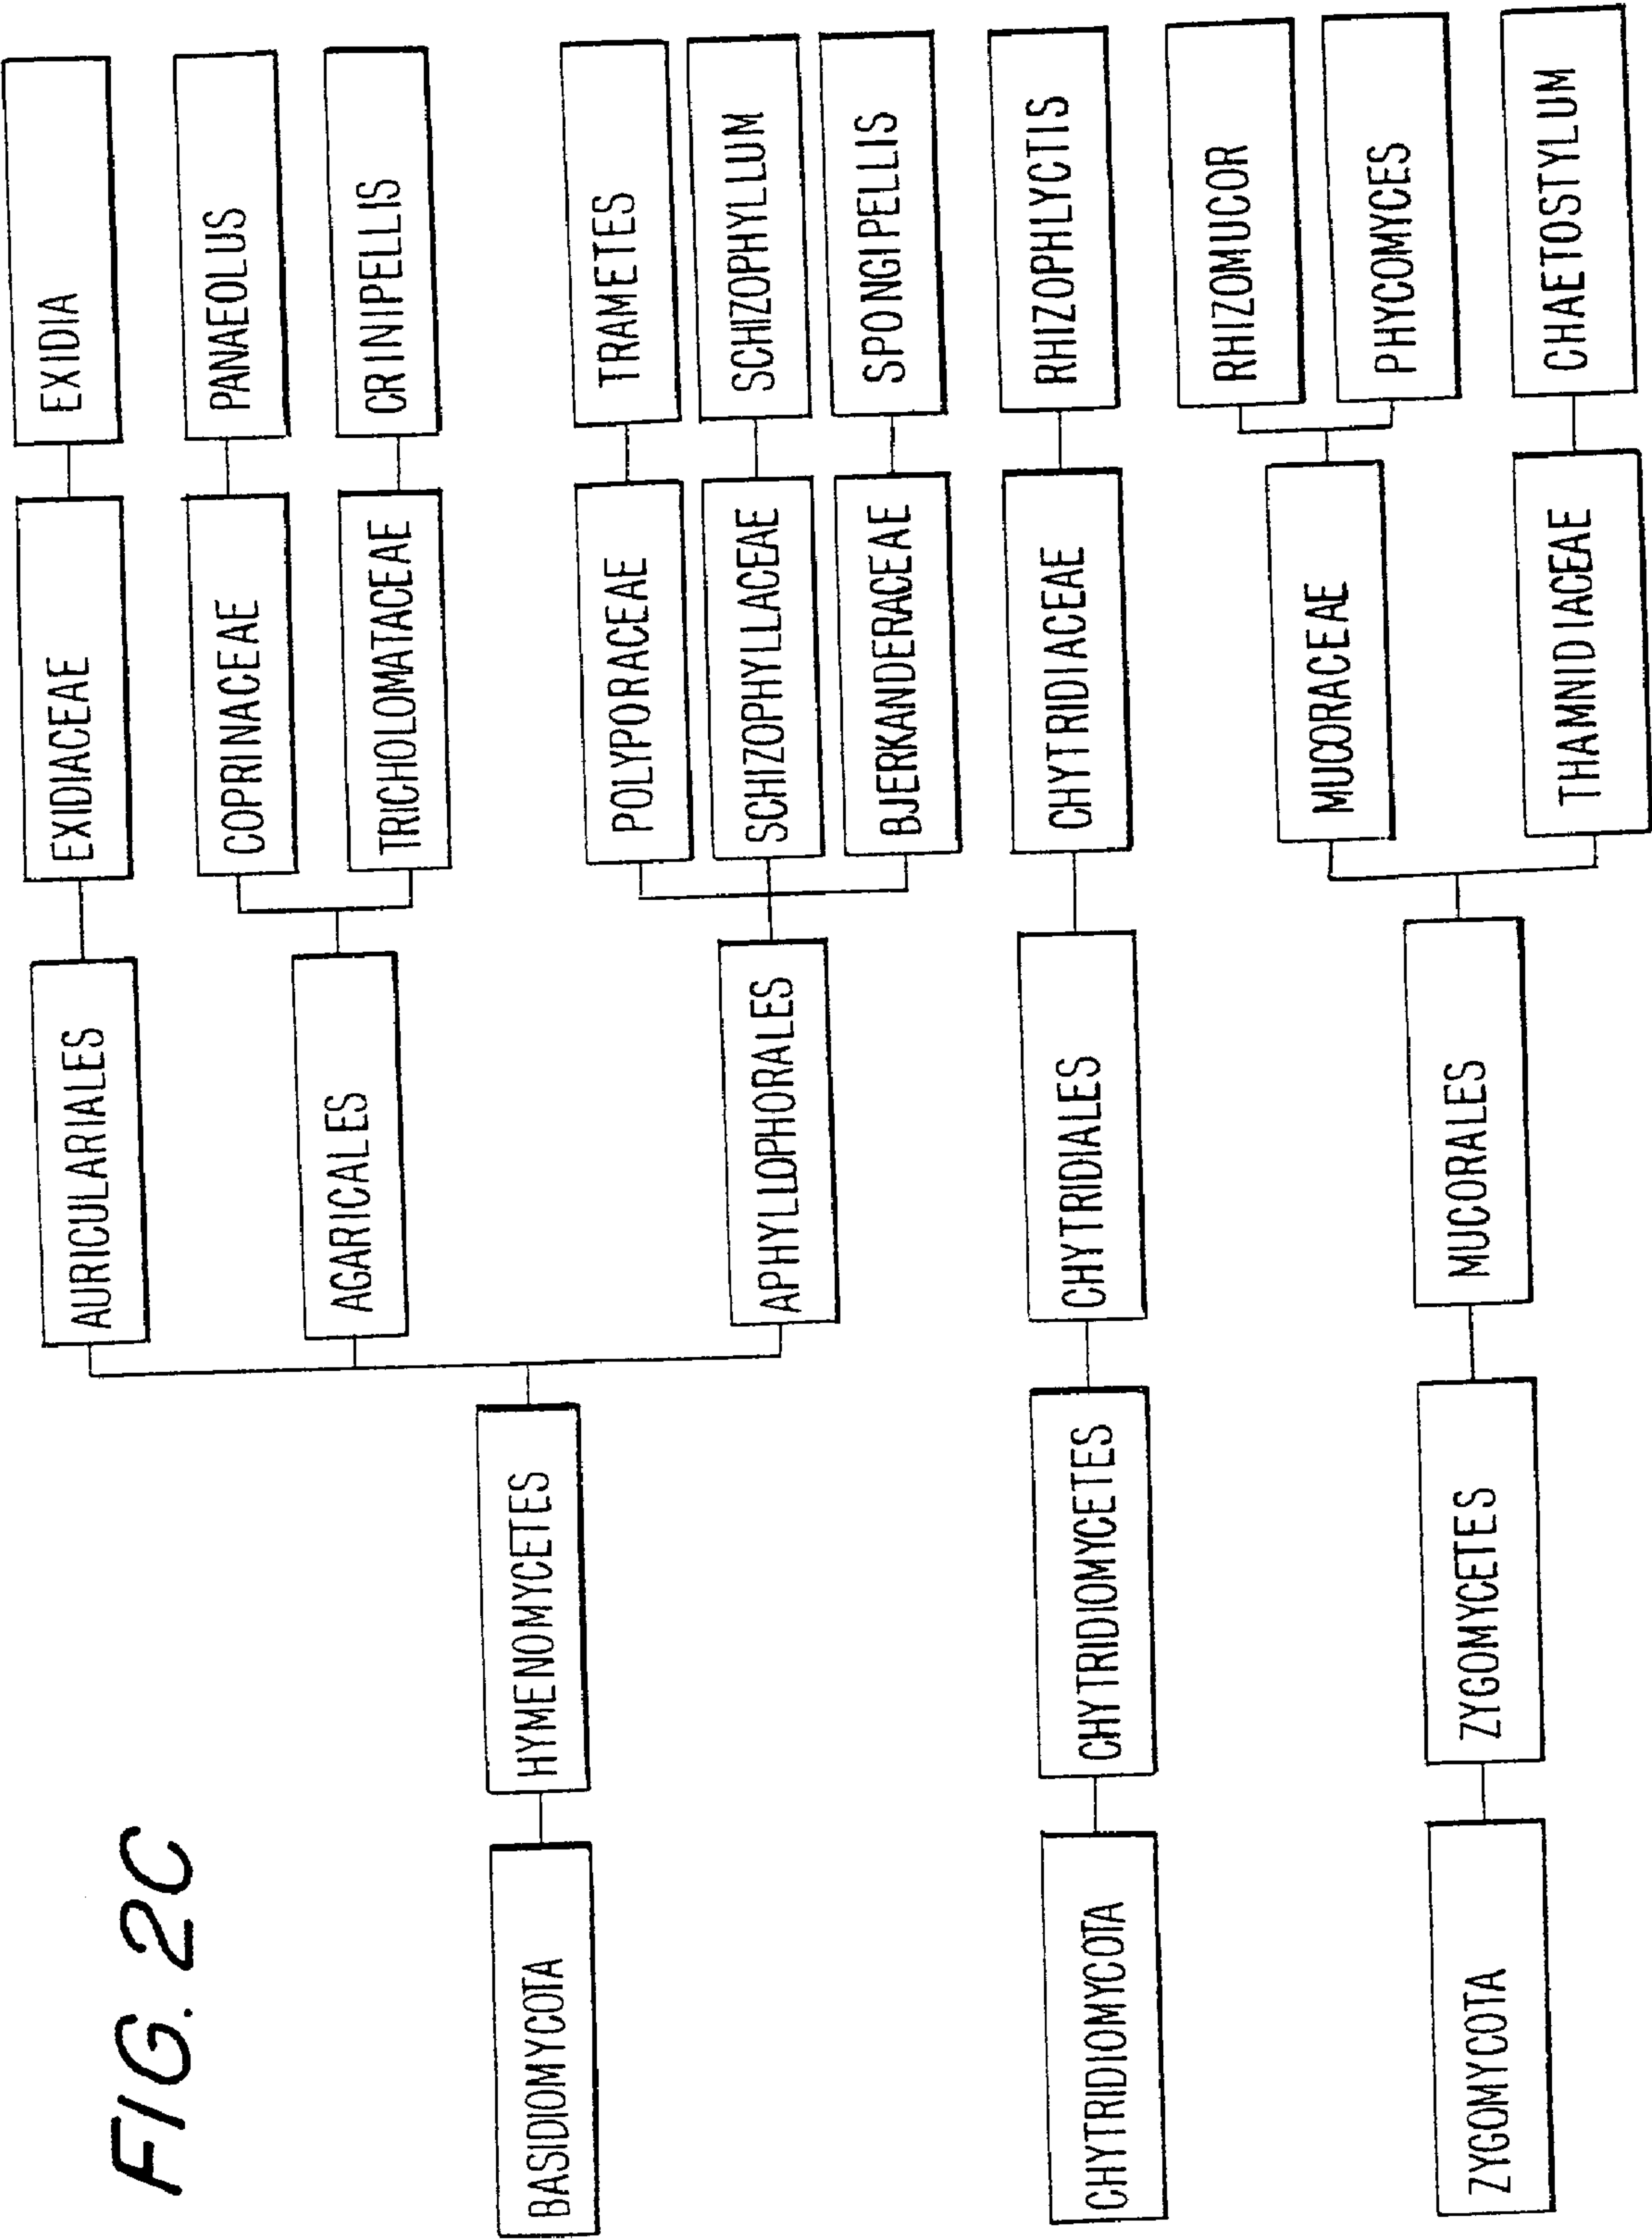 FIG. 2C
BASIDIOMYCOTA
HYMENOMYCETES
AURICULARIALES
EXIDIACEAE
EXIDIA
AGARICALES
COPRINACEAE
PANAEOLUS
TRICHOLOMATACEAE
CRINIPELLIS
APHYLLOPHORALES
POLYPORACEAE
TRAMETES
SCHIZOPHYLLACEAE
SCHIZOPHYLLUM
BJERKANDERACEAE
SPONGIPELLIS
CHYTRIDIOMYCOTA
CHYTRIDIOMYCETES
CHYTRIDIALES
CHYTRIDIACEAE
RHIZOPHLYCTIS
ZYGOMYCOTA
ZYGOMYCETES
MUCORALES
MUCORACEAE
RHIZOMUCOR
PHYCOMYCES
THAMNIDIACEAE
CHAETOSTYLUM